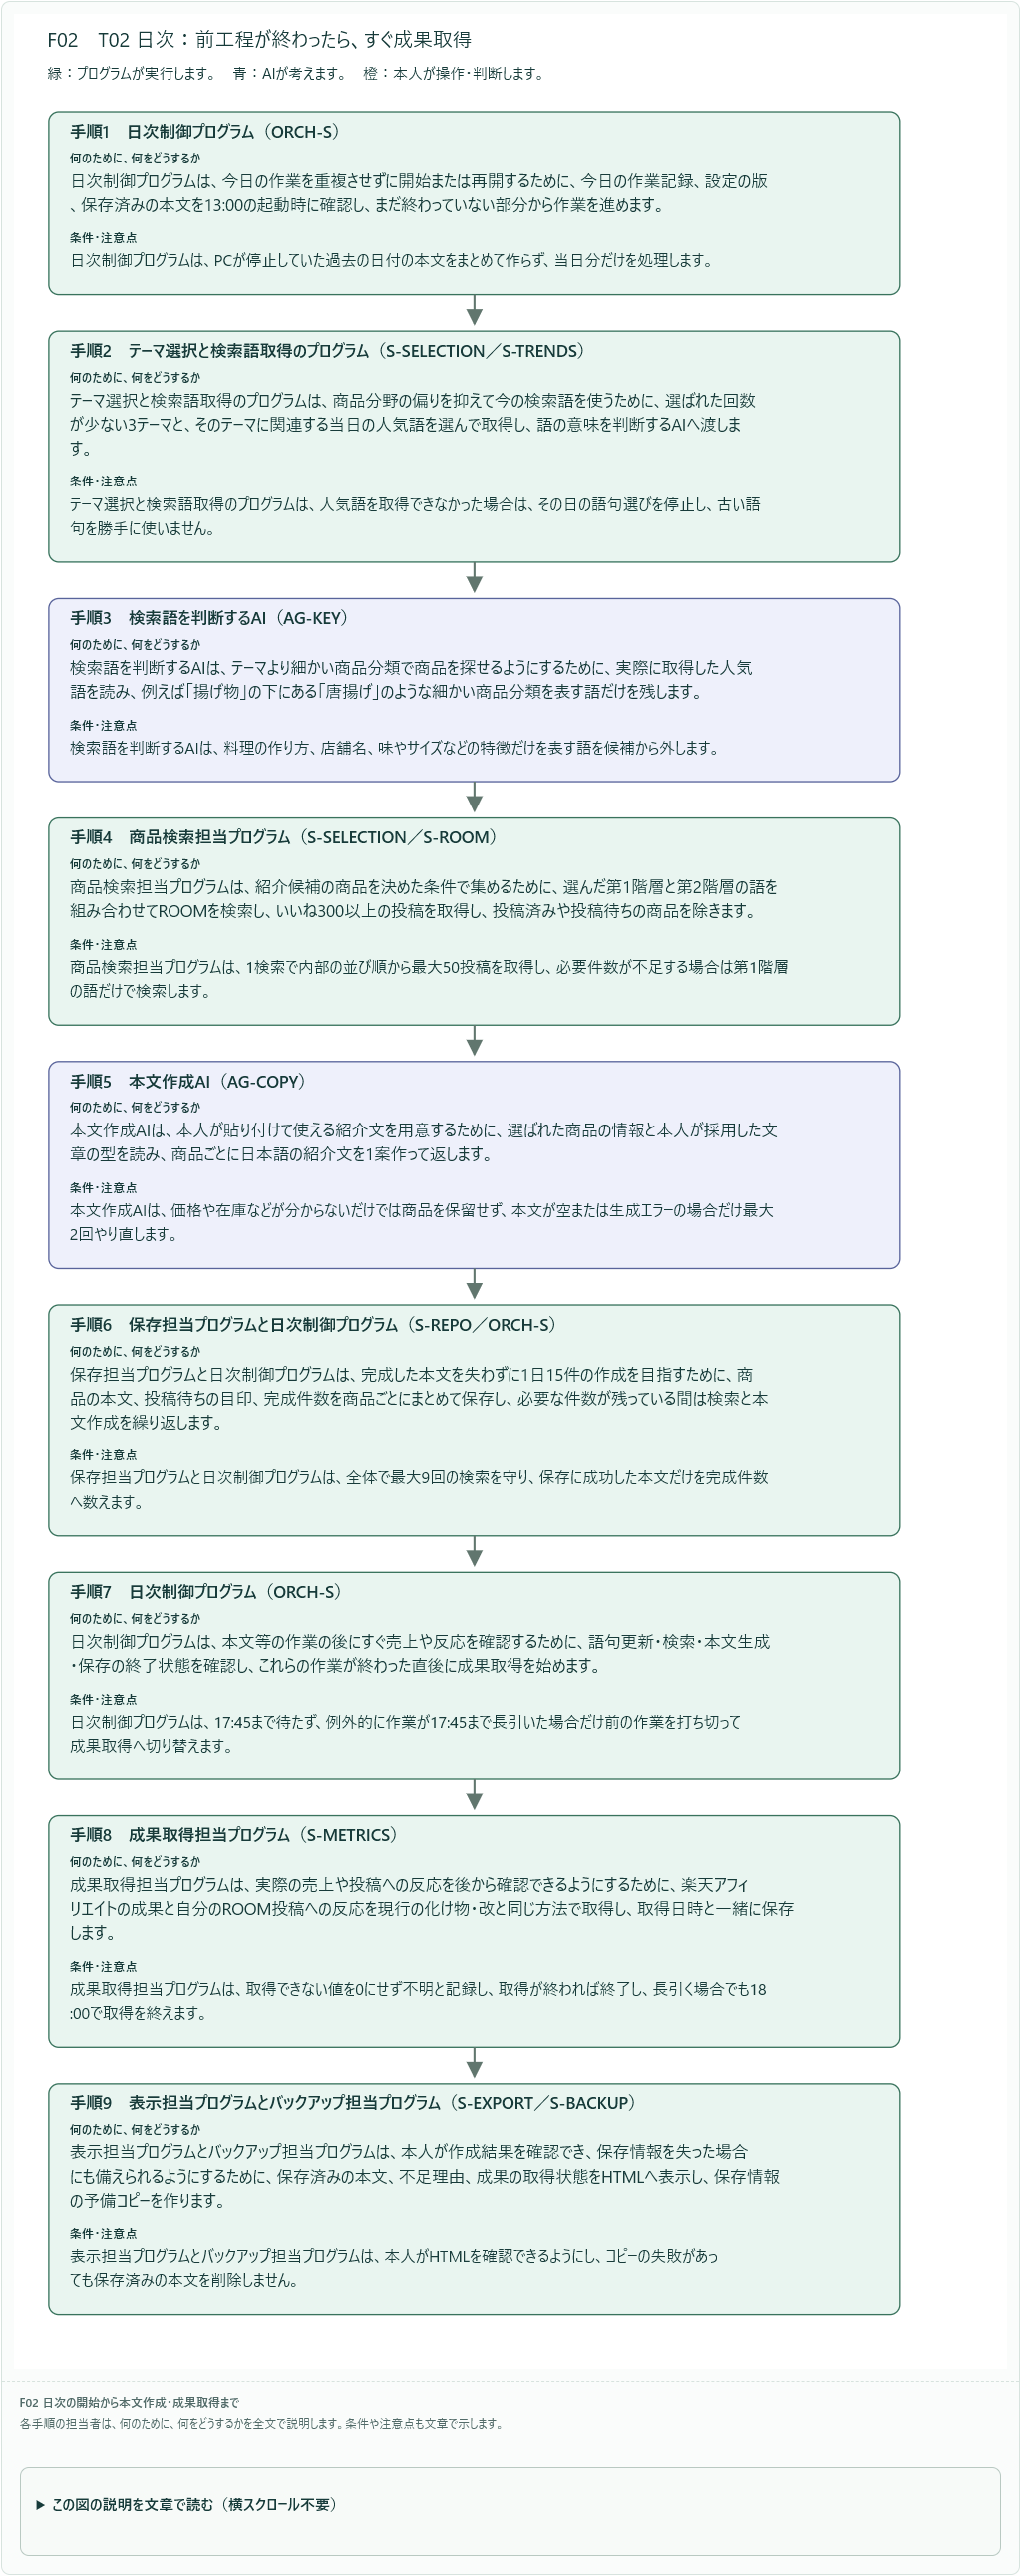 F02　T02 日次：前工程が終わったら、すぐ成果取得
緑：プログラムが実行します。　青：AIが考えます。　橙：本人が操作・判断します。
手順1　日次制御プログラム（ORCH-S）
何のために、何をどうするか
日次制御プログラムは、今日の作業を重複させずに開始または再開するために、今日の作業記録、設定の版
、保存済みの本文を13:00の起動時に確認し、まだ終わっていない部分から作業を進めます。
条件・注意点
日次制御プログラムは、PCが停止していた過去の日付の本文をまとめて作らず、当日分だけを処理します。
手順2　テーマ選択と検索語取得のプログラム（S-SELECTION／S-TRENDS）
何のために、何をどうするか
テーマ選択と検索語取得のプログラムは、商品分野の偏りを抑えて今の検索語を使うために、選ばれた回数
が少ない3テーマと、そのテーマに関連する当日の人気語を選んで取得し、語の意味を判断するAIへ渡しま
す。
条件・注意点
テーマ選択と検索語取得のプログラムは、人気語を取得できなかった場合は、その日の語句選びを停止し、古い語
句を勝手に使いません。
手順3　検索語を判断するAI（AG-KEY）
何のために、何をどうするか
検索語を判断するAIは、テーマより細かい商品分類で商品を探せるようにするために、実際に取得した人気
語を読み、例えば「揚げ物」の下にある「唐揚げ」のような細かい商品分類を表す語だけを残します。
条件・注意点
検索語を判断するAIは、料理の作り方、店舗名、味やサイズなどの特徴だけを表す語を候補から外します。
手順4　商品検索担当プログラム（S-SELECTION／S-ROOM）
何のために、何をどうするか
商品検索担当プログラムは、紹介候補の商品を決めた条件で集めるために、選んだ第1階層と第2階層の語を
組み合わせてROOMを検索し、いいね300以上の投稿を取得し、投稿済みや投稿待ちの商品を除きます。
条件・注意点
商品検索担当プログラムは、1検索で内部の並び順から最大50投稿を取得し、必要件数が不足する場合は第1階層
の語だけで検索します。
手順5　本文作成AI（AG-COPY）
何のために、何をどうするか
本文作成AIは、本人が貼り付けて使える紹介文を用意するために、選ばれた商品の情報と本人が採用した文
章の型を読み、商品ごとに日本語の紹介文を1案作って返します。
条件・注意点
本文作成AIは、価格や在庫などが分からないだけでは商品を保留せず、本文が空または生成エラーの場合だけ最大
2回やり直します。
手順6　保存担当プログラムと日次制御プログラム（S-REPO／ORCH-S）
何のために、何をどうするか
保存担当プログラムと日次制御プログラムは、完成した本文を失わずに1日15件の作成を目指すために、商
品の本文、投稿待ちの目印、完成件数を商品ごとにまとめて保存し、必要な件数が残っている間は検索と本
文作成を繰り返します。
条件・注意点
保存担当プログラムと日次制御プログラムは、全体で最大9回の検索を守り、保存に成功した本文だけを完成件数
へ数えます。
手順7　日次制御プログラム（ORCH-S）
何のために、何をどうするか
日次制御プログラムは、本文等の作業の後にすぐ売上や反応を確認するために、語句更新・検索・本文生成
・保存の終了状態を確認し、これらの作業が終わった直後に成果取得を始めます。
条件・注意点
日次制御プログラムは、17:45まで待たず、例外的に作業が17:45まで長引いた場合だけ前の作業を打ち切って
成果取得へ切り替えます。
手順8　成果取得担当プログラム（S-METRICS）
何のために、何をどうするか
成果取得担当プログラムは、実際の売上や投稿への反応を後から確認できるようにするために、楽天アフィ
リエイトの成果と自分のROOM投稿への反応を現行の化け物・改と同じ方法で取得し、取得日時と一緒に保存
します。
条件・注意点
成果取得担当プログラムは、取得できない値を0にせず不明と記録し、取得が終われば終了し、長引く場合でも18
:00で取得を終えます。
手順9　表示担当プログラムとバックアップ担当プログラム（S-EXPORT／S-BACKUP）
何のために、何をどうするか
表示担当プログラムとバックアップ担当プログラムは、本人が作成結果を確認でき、保存情報を失った場合
にも備えられるようにするために、保存済みの本文、不足理由、成果の取得状態をHTMLへ表示し、保存情報
の予備コピーを作ります。
条件・注意点
表示担当プログラムとバックアップ担当プログラムは、本人がHTMLを確認できるようにし、コピーの失敗があっ
ても保存済みの本文を削除しません。
F02 日次の開始から本文作成・成果取得まで
各手順の担当者は、何のために、何をどうするかを全文で説明します。条件や注意点も文章で示します。
▶ この図の説明を文章で読む（横スクロール不要）